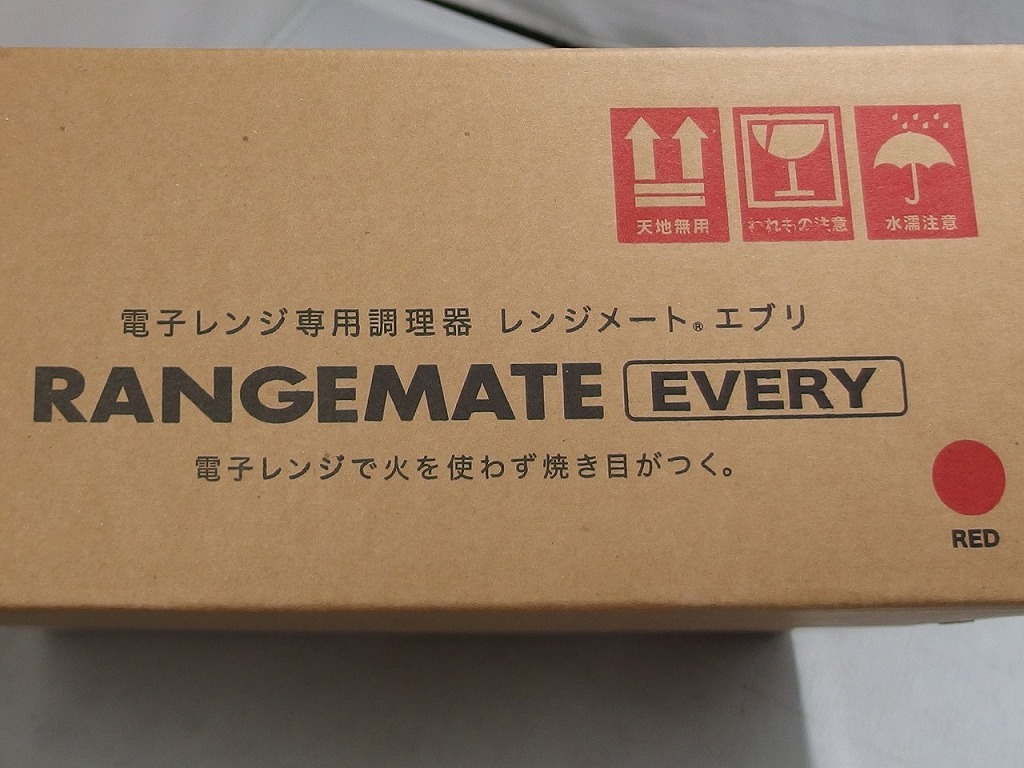 天地無用
われもの注意
水濡注意
電子レンジ専用調理器 レンジメート®エブリ
RANGEMATE EVERY
電子レンジで火を使わず焼き目がつく。
RED